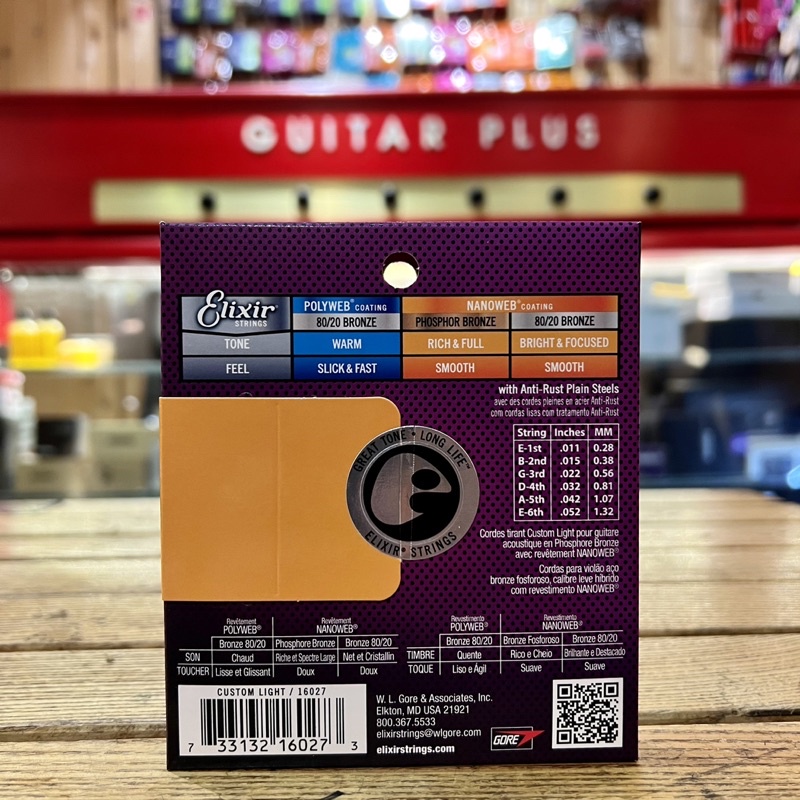 GUITAR PLUS
Elixir®
STRINGS
POLYWEB® COATING
NANOWEB® COATING
80/20 BRONZE
PHOSPHOR BRONZE
80/20 BRONZE
TONE
WARM
RICH & FULL
BRIGHT & FOCUSED
FEEL
SLICK & FAST
SMOOTH
SMOOTH
with Anti-Rust Plain Steels
avec des cordes pleines en acier Anti-Rust
com cordas lisas com tratamento Anti-Rust
String Inches MM
E-1st .011 0.28
B-2nd .015 0.38
G-3rd .022 0.56
D-4th .032 0.81
A-5th .042 1.07
E-6th .052 1.32
GREAT TONE • LONG LIFE™
ELIXIR® STRINGS
Cordes tirant Custom Light pour guitare
acoustique en Phosphore Bronze
avec revêtement NANOWEB®
Cordas para violão aço
bronze fosforoso, calibre leve híbrido
com revestimento NANOWEB®
Revêtement
POLYWEB®
Revêtement
NANOWEB®
Bronze 80/20
Phosphore Bronze
Bronze 80/20
SON
Chaud
Riche et Spectre Large
Net et Cristallin
TOUCHER
Lisse et Glissant
Doux
Doux
Revestimento
POLYWEB®
Revestimento
NANOWEB®
Bronze 80/20
Bronze Fosforoso
Bronze 80/20
TIMBRE
Quente
Rico e Cheio
Brilhante e Destacado
TOQUE
Liso e Ágil
Suave
Suave
CUSTOM LIGHT / 16027
7 33132 16027 3
W. L. Gore & Associates, Inc.
Elkton, MD USA 21921
800.367.5533
elixirstrings@wlgore.com
elixirstrings.com
GORE